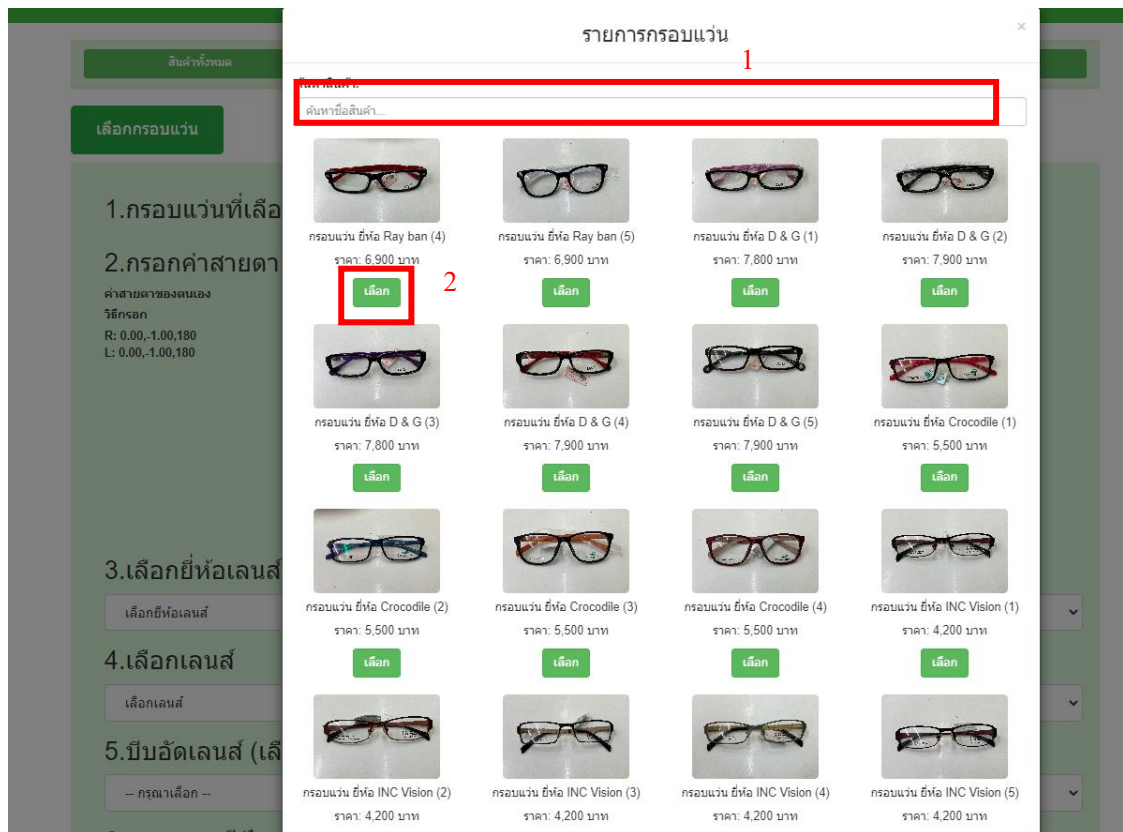 รายการกรอบแว่น
×
1
สินค้าทั้งหมด
ค้นหาสินค้า:
ค้นหาชื่อสินค้า...
เลือกกรอบแว่น
1.กรอบแว่นที่เลือ
2.กรอกค่าสายตา
ค่าสายตาของตนเอง
วิธีกรอก
R: 0.00,-1.00,180
L: 0.00,-1.00,180
3.เลือกยี่ห้อเลนส์
เลือกยี่ห้อเลนส์
4.เลือกเลนส์
เลือกเลนส์
5.บีบอัดเลนส์ (เลื
-- กรุณาเลือก --
กรอบแว่น ยี่ห้อ Ray ban (4) กรอบแว่น ยี่ห้อ Ray ban (5) กรอบแว่น ยี่ห้อ D & G (1) กรอบแว่น ยี่ห้อ D & G (2)
ราคา: 6,900 บาท ราคา: 6,900 บาท ราคา: 7,800 บาท ราคา: 7,900 บาท
เลือก 2 เลือก เลือก เลือก
กรอบแว่น ยี่ห้อ D & G (3) กรอบแว่น ยี่ห้อ D & G (4) กรอบแว่น ยี่ห้อ D & G (5) กรอบแว่น ยี่ห้อ Crocodile (1)
ราคา: 7,800 บาท ราคา: 7,900 บาท ราคา: 7,900 บาท ราคา: 5,500 บาท
เลือก เลือก เลือก เลือก
กรอบแว่น ยี่ห้อ Crocodile (2) กรอบแว่น ยี่ห้อ Crocodile (3) กรอบแว่น ยี่ห้อ Crocodile (4) กรอบแว่น ยี่ห้อ INC Vision (1)
ราคา: 5,500 บาท ราคา: 5,500 บาท ราคา: 5,500 บาท ราคา: 4,200 บาท
เลือก เลือก เลือก เลือก
กรอบแว่น ยี่ห้อ INC Vision (2) กรอบแว่น ยี่ห้อ INC Vision (3) กรอบแว่น ยี่ห้อ INC Vision (4) กรอบแว่น ยี่ห้อ INC Vision (5)
ราคา: 4,200 บาท ราคา: 4,200 บาท ราคา: 4,200 บาท ราคา: 4,200 บาท